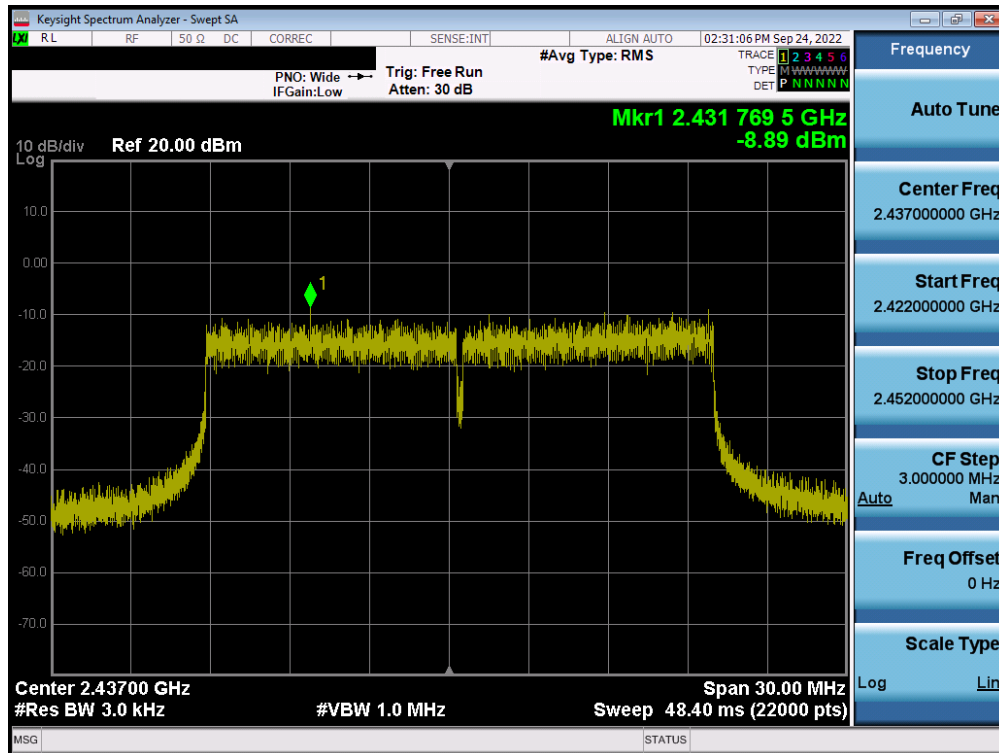 Keysight Spectrum Analyzer - Swept SA
LXI RL RF 50 Ω DC CORREC SENSE:INT ALIGN AUTO 02:31:06 PM Sep 24, 2022
#Avg Type: RMS TRACE 1 2 3 4 5 6
PNO: Wide Trig: Free Run TYPE M WWWWW
IFGain:Low Atten: 30 dB DET P N N N N N
Mkr1 2.431 769 5 GHz
-8.89 dBm
10 dB/div Ref 20.00 dBm
Log
10.0
0.00
1
-10.0
-20.0
-30.0
-40.0
-50.0
-60.0
-70.0
Center 2.43700 GHz Span 30.00 MHz
#Res BW 3.0 kHz #VBW 1.0 MHz Sweep 48.40 ms (22000 pts)
MSG STATUS
Frequency
Auto Tune
Center Freq
2.437000000 GHz
Start Freq
2.422000000 GHz
Stop Freq
2.452000000 GHz
CF Step
3.000000 MHz
Auto Man
Freq Offset
0 Hz
Scale Type
Log Lin